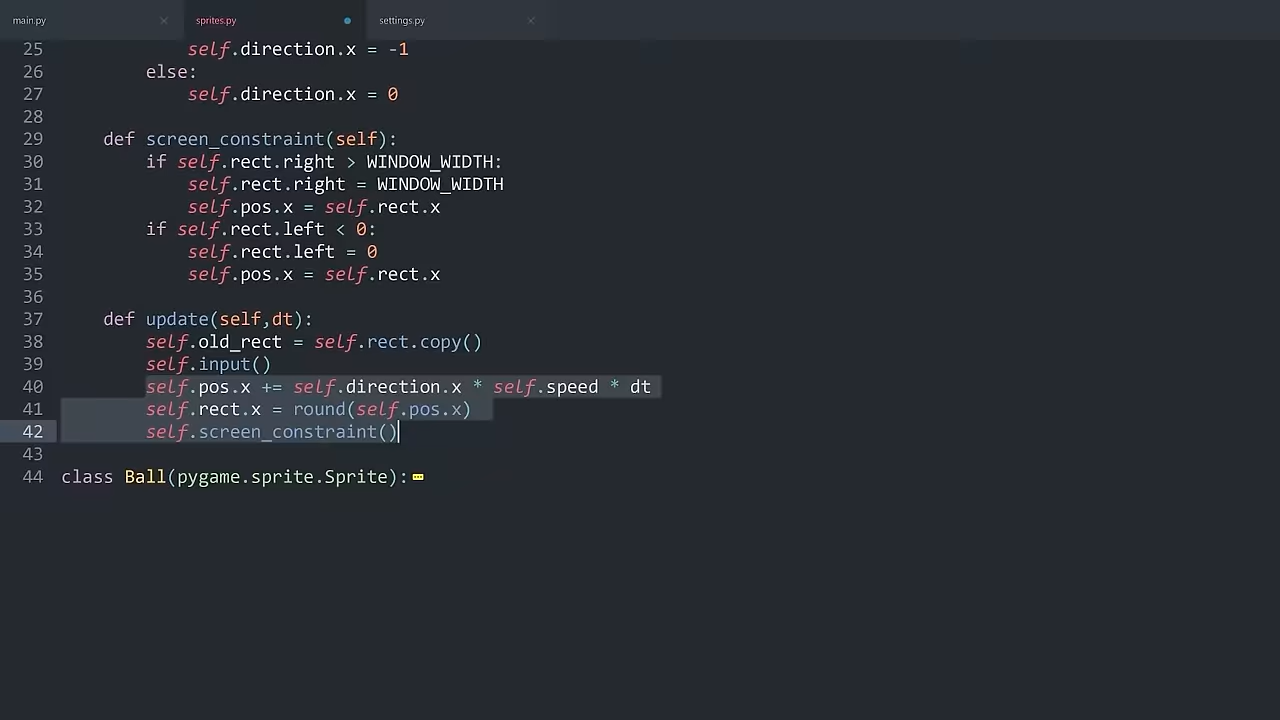 main.py × sprites.py settings.py ×
25 self.direction.x = -1
26 else:
27 self.direction.x = 0
28
29 def screen_constraint(self):
30 if self.rect.right > WINDOW_WIDTH:
31 self.rect.right = WINDOW_WIDTH
32 self.pos.x = self.rect.x
33 if self.rect.left < 0:
34 self.rect.left = 0
35 self.pos.x = self.rect.x
36
37 def update(self,dt):
38 self.old_rect = self.rect.copy()
39 self.input()
40 self.pos.x += self.direction.x * self.speed * dt
41 self.rect.x = round(self.pos.x)
42 self.screen_constraint()
43
44 class Ball(pygame.sprite.Sprite):